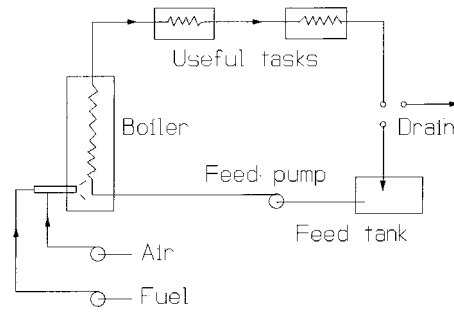 Useful tasks
Boiler
Drain
Feed pump
Feed tank
Air
Fuel